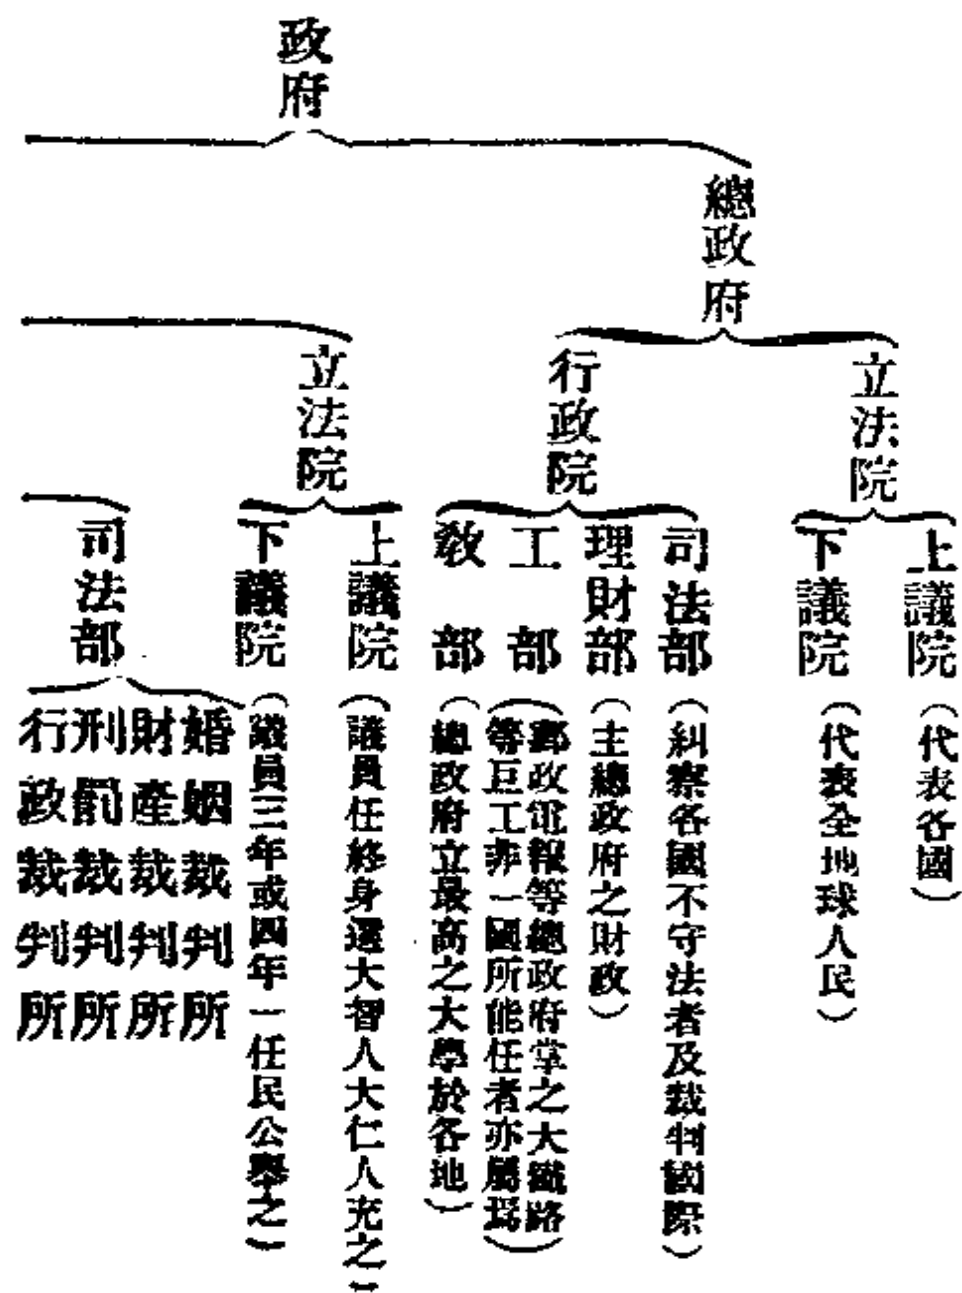 政府
總政府
立法院
上議院
（代表各國）
下議院
（代表全地球人民）
行政院
司法部
（糾察各國不守法者及裁判國際）
理財部
（主總政府之財政）
工部
（郵政電報等總政府掌之大鐵路
等巨工非一國所能任者亦屬焉）
教部
（總政府立最高之大學於各地）
立法院
上議院
（議員任終身選大智人大仁人充之）
下議院
（議員三年或四年一任民公舉之）
司法部
婚姻裁判所
財產裁判所
刑罰裁判所
行政裁判所